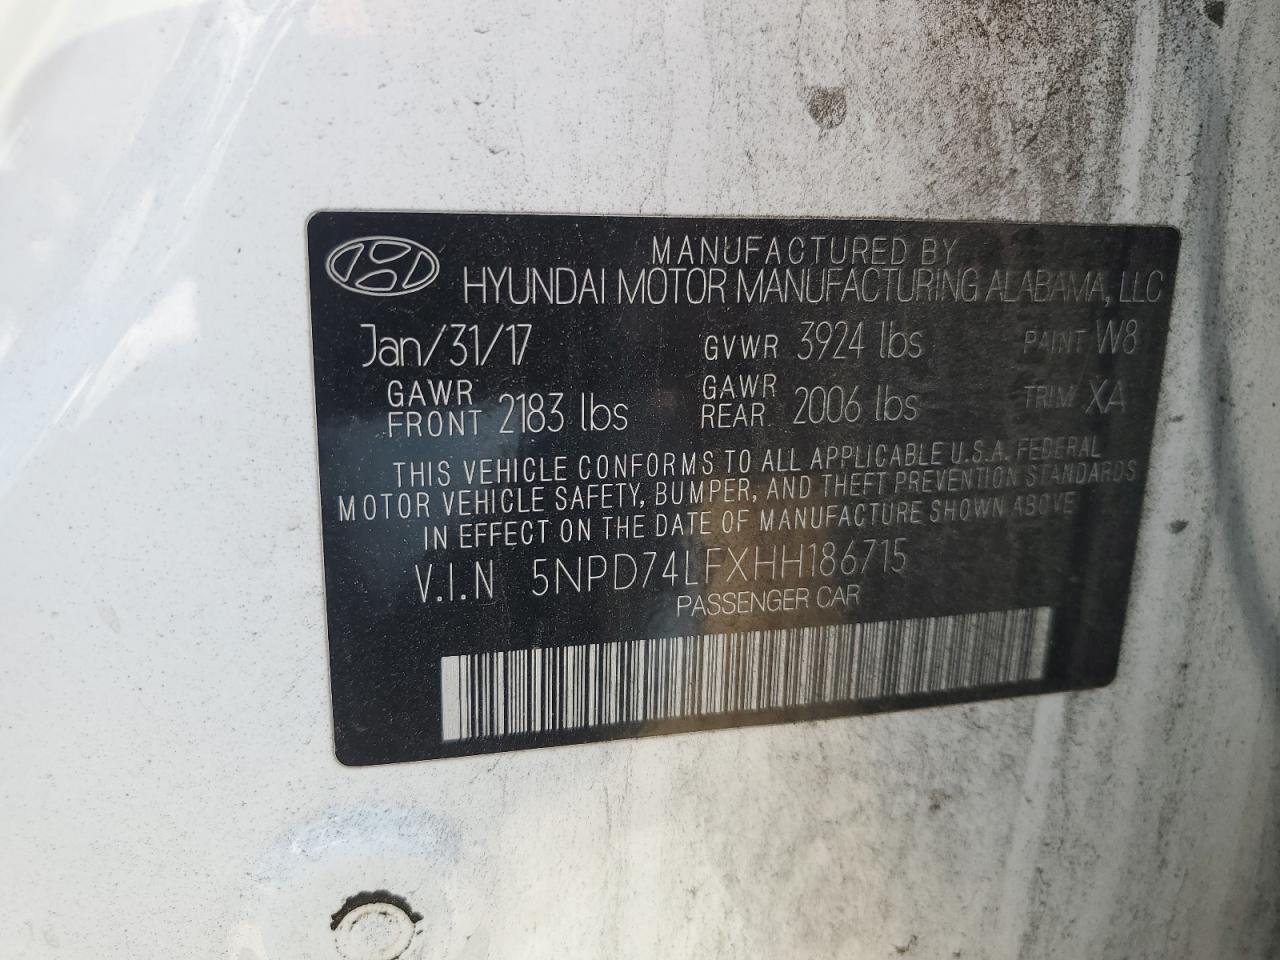 MANUFACTURED BY
HYUNDAI MOTOR MANUFACTURING ALABAMA, LLC
Jan/31/17 GVWR 3924 lbs PAINT W8
GAWR FRONT 2183 lbs GAWR REAR 2006 lbs TRIM XA
THIS VEHICLE CONFORMS TO ALL APPLICABLE U.S.A. FEDERAL
MOTOR VEHICLE SAFETY, BUMPER, AND THEFT PREVENTION STANDARDS
IN EFFECT ON THE DATE OF MANUFACTURE SHOWN ABOVE
V.I.N 5NPD74LFXHH186715
PASSENGER CAR